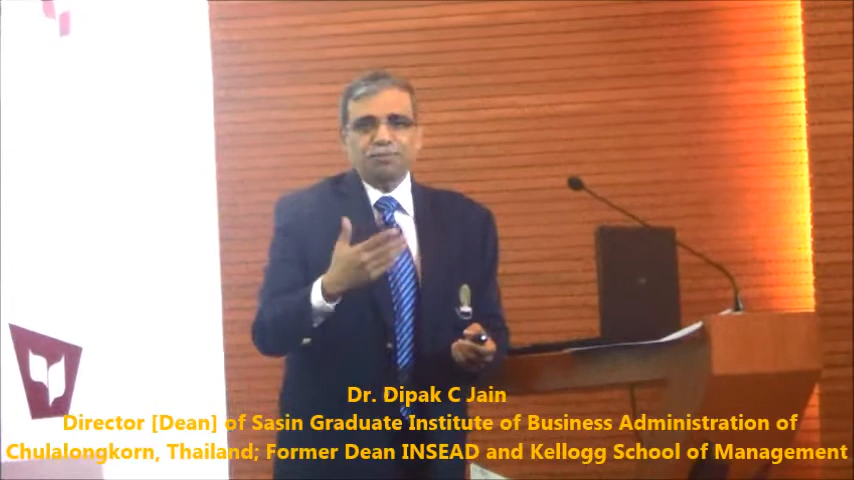 Dr. Dipak C Jain
Director [Dean] of Sasin Graduate Institute of Business Administration of
Chulalongkorn, Thailand; Former Dean INSEAD and Kellogg School of Management